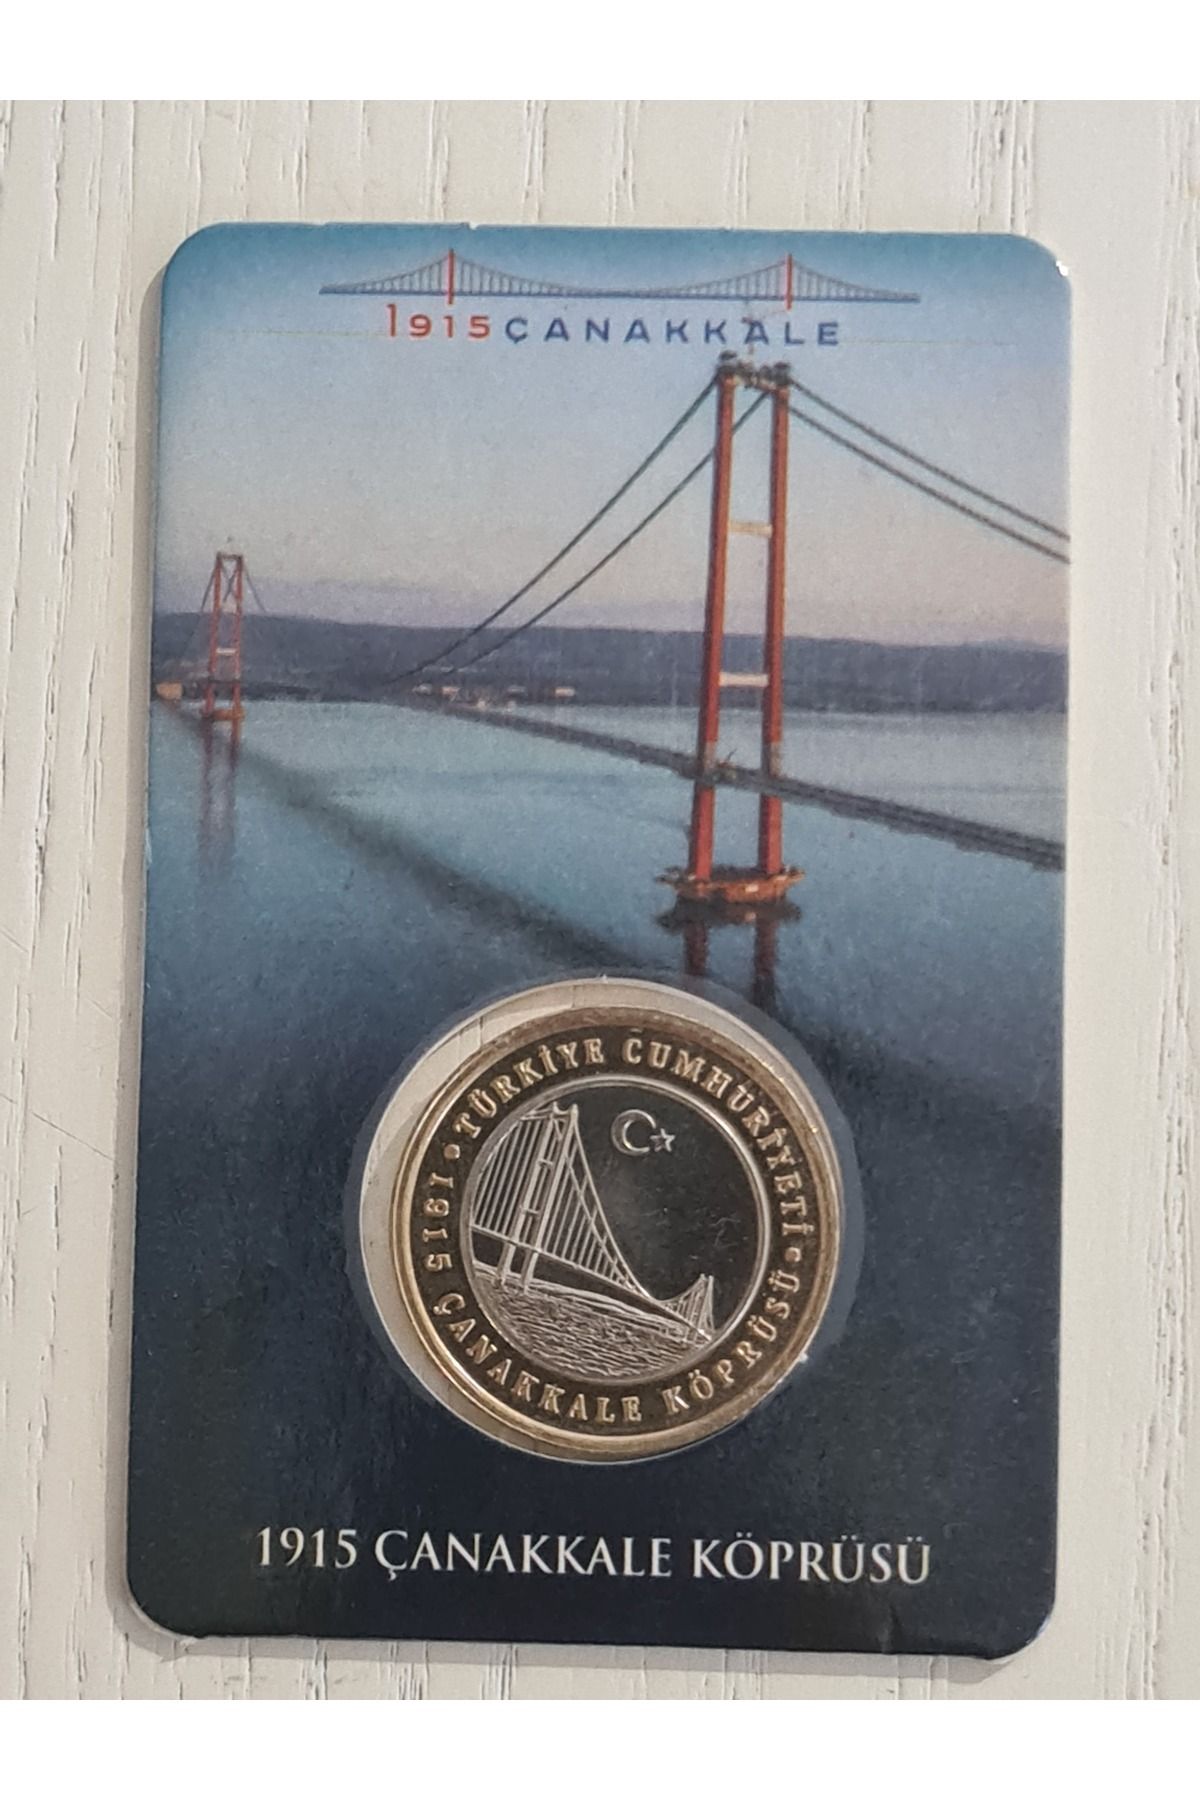 1915ÇANAKKALE
• TÜRKİYE CUMHURİYETİ •
1915 ÇANAKKALE KÖPRÜSÜ
1915 ÇANAKKALE KÖPRÜSÜ